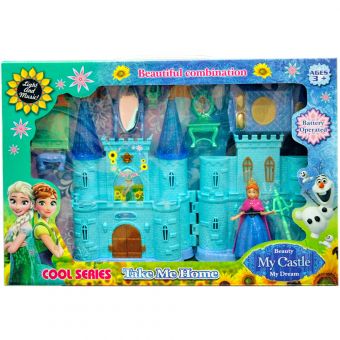 Light And
Music!
Beautiful combination
AGES
3 +
Battery
Operated
COOL SERIES
Take Me Home
Beauty
My Castle
My Dream